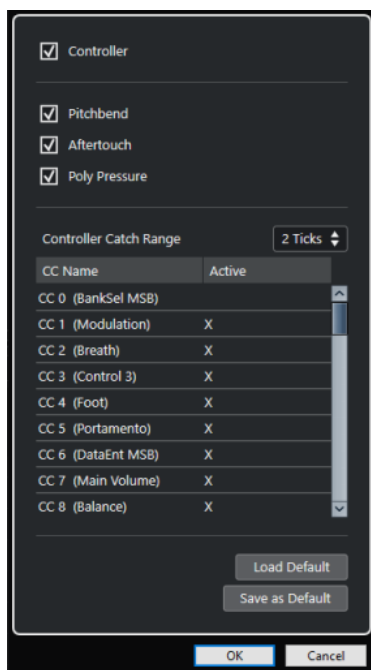 Controller
Pitchbend
Aftertouch
Poly Pressure
Controller Catch Range 2 Ticks
CC Name Active
CC 0 (BankSel MSB)
CC 1 (Modulation) X
CC 2 (Breath) X
CC 3 (Control 3) X
CC 4 (Foot) X
CC 5 (Portamento) X
CC 6 (DataEnt MSB) X
CC 7 (Main Volume) X
CC 8 (Balance) X
Load Default
Save as Default
OK Cancel